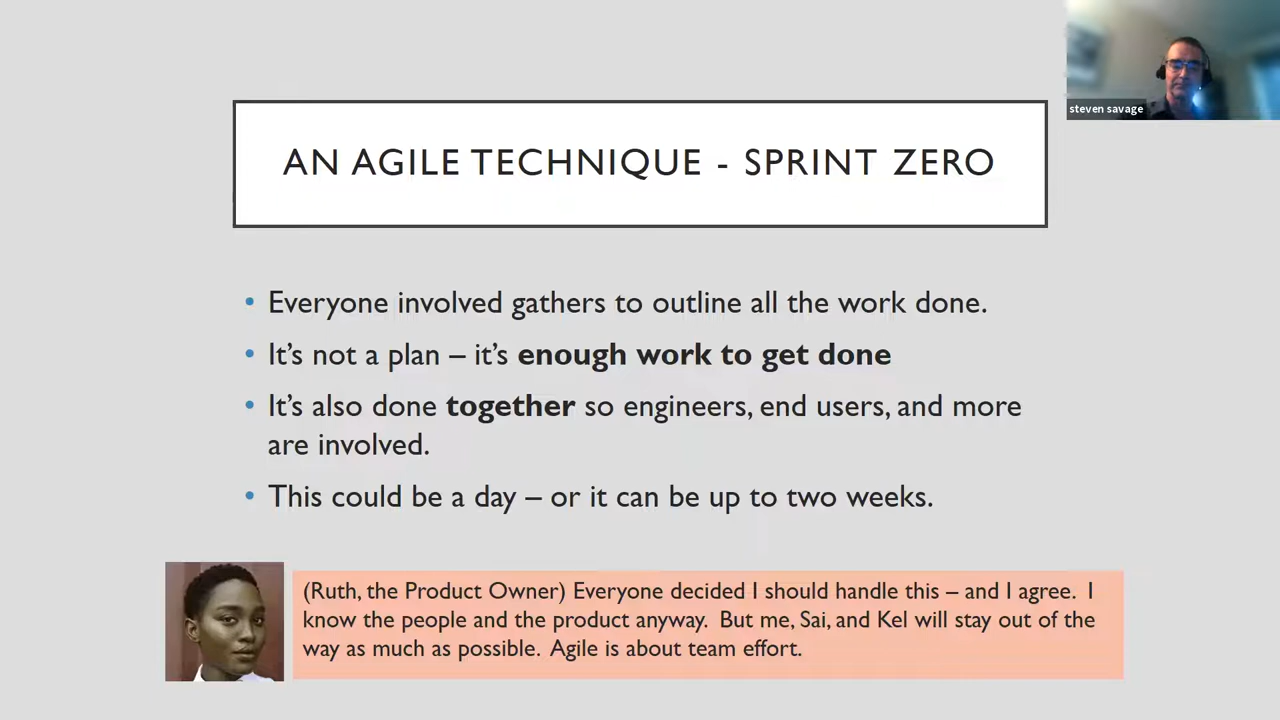 steven savage
AN AGILE TECHNIQUE - SPRINT ZERO
• Everyone involved gathers to outline all the work done.
• It's not a plan – it's enough work to get done
• It's also done together so engineers, end users, and more
are involved.
• This could be a day – or it can be up to two weeks.
(Ruth, the Product Owner) Everyone decided I should handle this – and I agree. I
know the people and the product anyway. But me, Sai, and Kel will stay out of the
way as much as possible. Agile is about team effort.